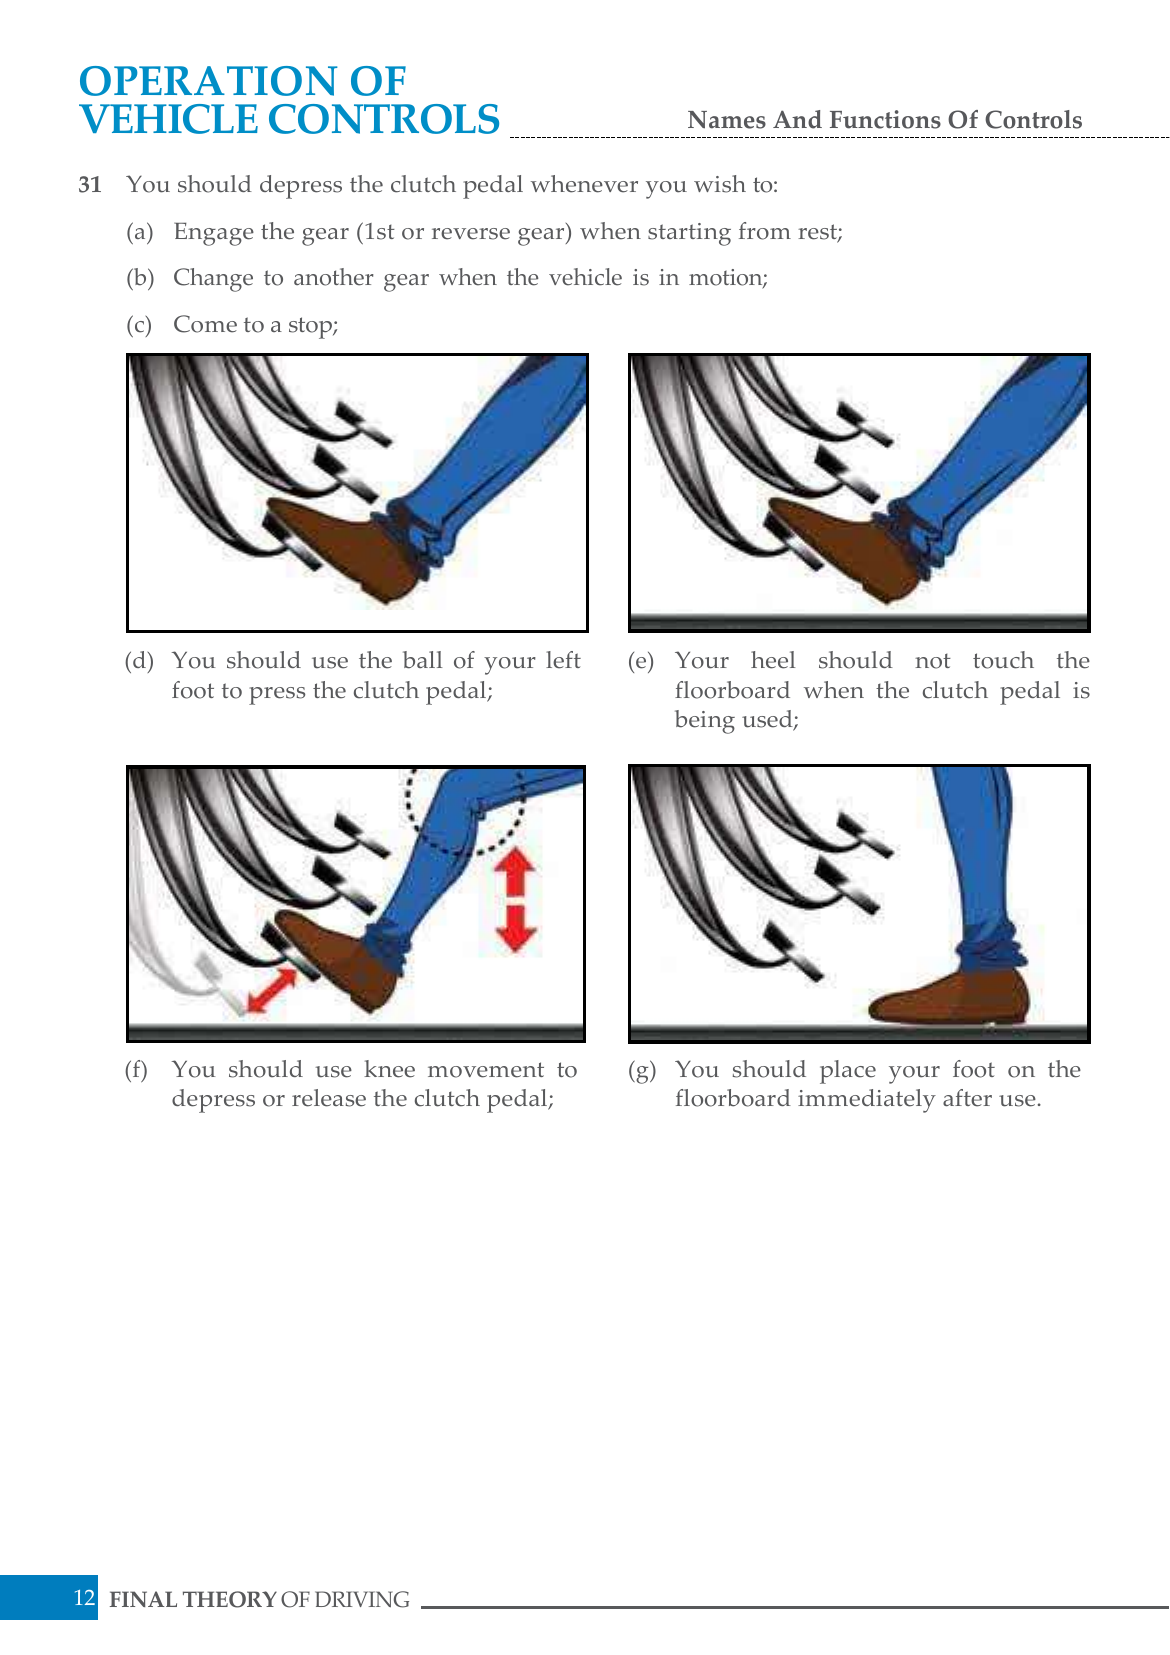 OPERATION OF
VEHICLE CONTROLS
Names And Functions Of Controls
31 You should depress the clutch pedal whenever you wish to:
(a) Engage the gear (1st or reverse gear) when starting from rest;
(b) Change to another gear when the vehicle is in motion;
(c) Come to a stop;
(d) You should use the ball of your left
foot to press the clutch pedal;
(e) Your heel should not touch the
floorboard when the clutch pedal is
being used;
(f) You should use knee movement to
depress or release the clutch pedal;
(g) You should place your foot on the
floorboard immediately after use.
12 FINAL THEORY OF DRIVING